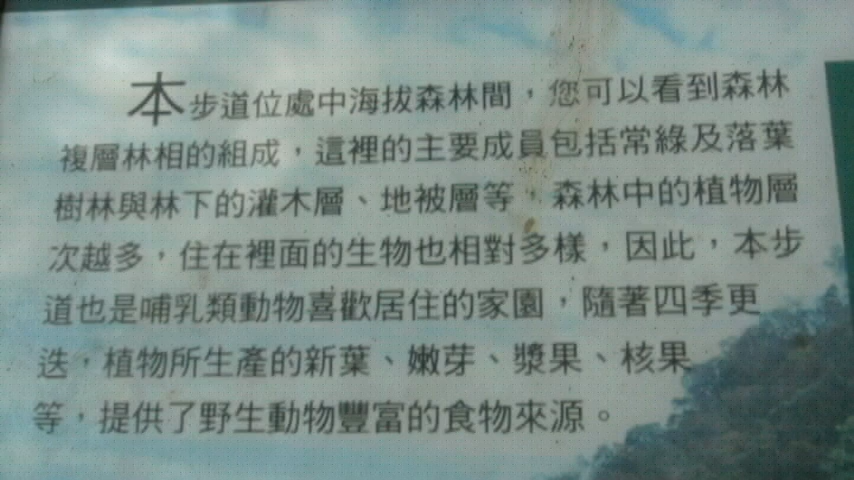 本步道位處中海拔森林間，您可以看到森林
複層林相的組成，這裡的主要成員包括常綠及落葉
樹林與林下的灌木層、地被層等，森林中的植物層
次越多，住在裡面的生物也相對多樣，因此，本步
道也是哺乳類動物喜歡居住的家園，隨著四季更
迭，植物所生產的新葉、嫩芽、漿果、核果
等，提供了野生動物豐富的食物來源。